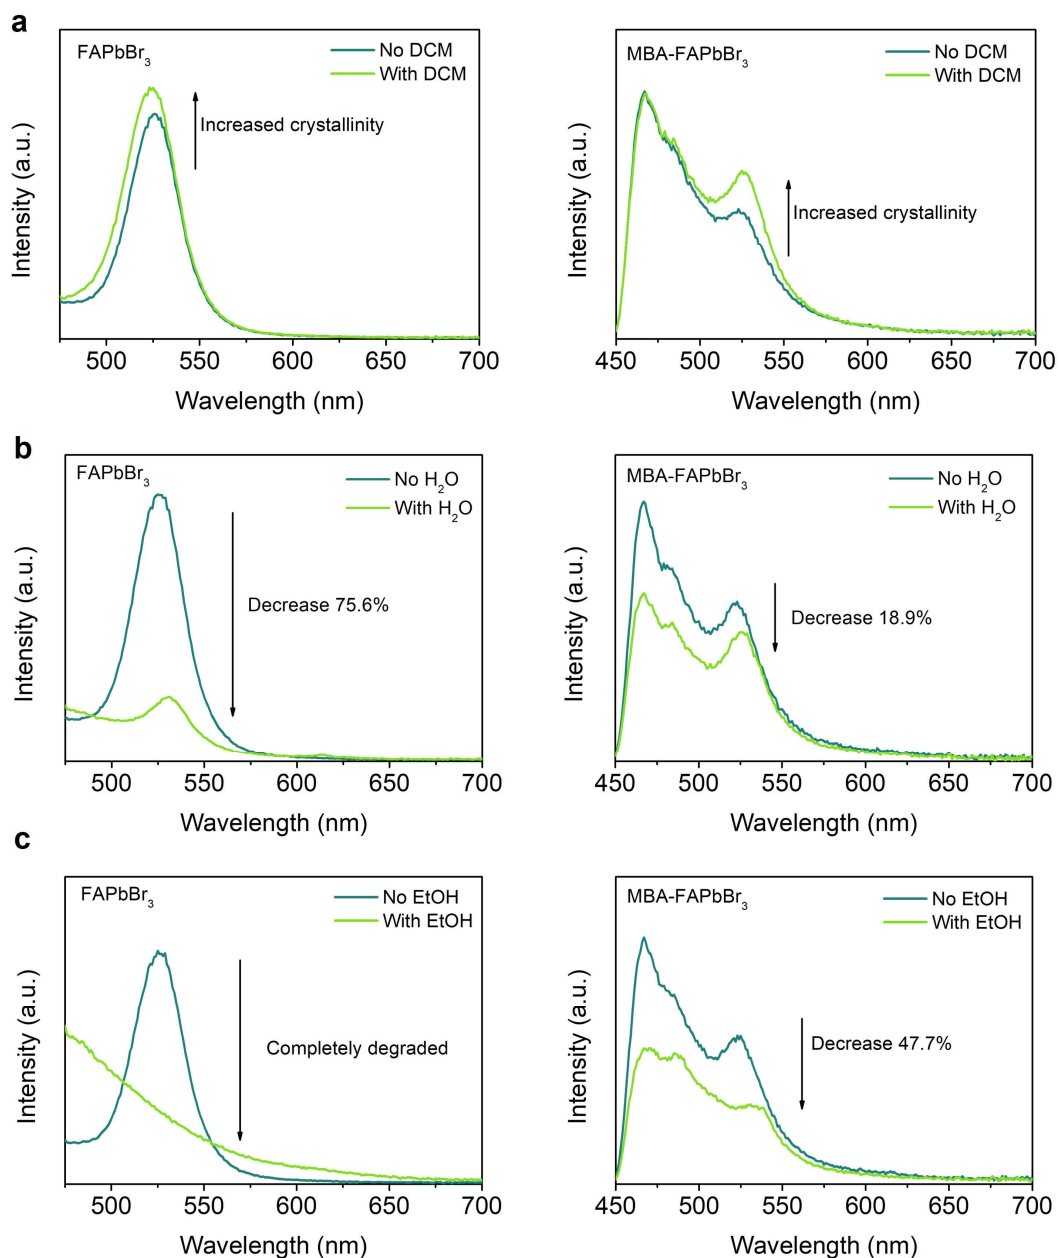 a
FAPbBr₃
No DCM
With DCM
Increased crystallinity
Intensity (a.u.)
500 550 600 650 700
Wavelength (nm)
MBA-FAPbBr₃
No DCM
With DCM
Increased crystallinity
Intensity (a.u.)
450 500 550 600 650 700
Wavelength (nm)
b
FAPbBr₃
No H₂O
With H₂O
Decrease 75.6%
Intensity (a.u.)
500 550 600 650 700
Wavelength (nm)
MBA-FAPbBr₃
No H₂O
With H₂O
Decrease 18.9%
Intensity (a.u.)
450 500 550 600 650 700
Wavelength (nm)
c
FAPbBr₃
No EtOH
With EtOH
Completely degraded
Intensity (a.u.)
500 550 600 650 700
Wavelength (nm)
MBA-FAPbBr₃
No EtOH
With EtOH
Decrease 47.7%
Intensity (a.u.)
450 500 550 600 650 700
Wavelength (nm)